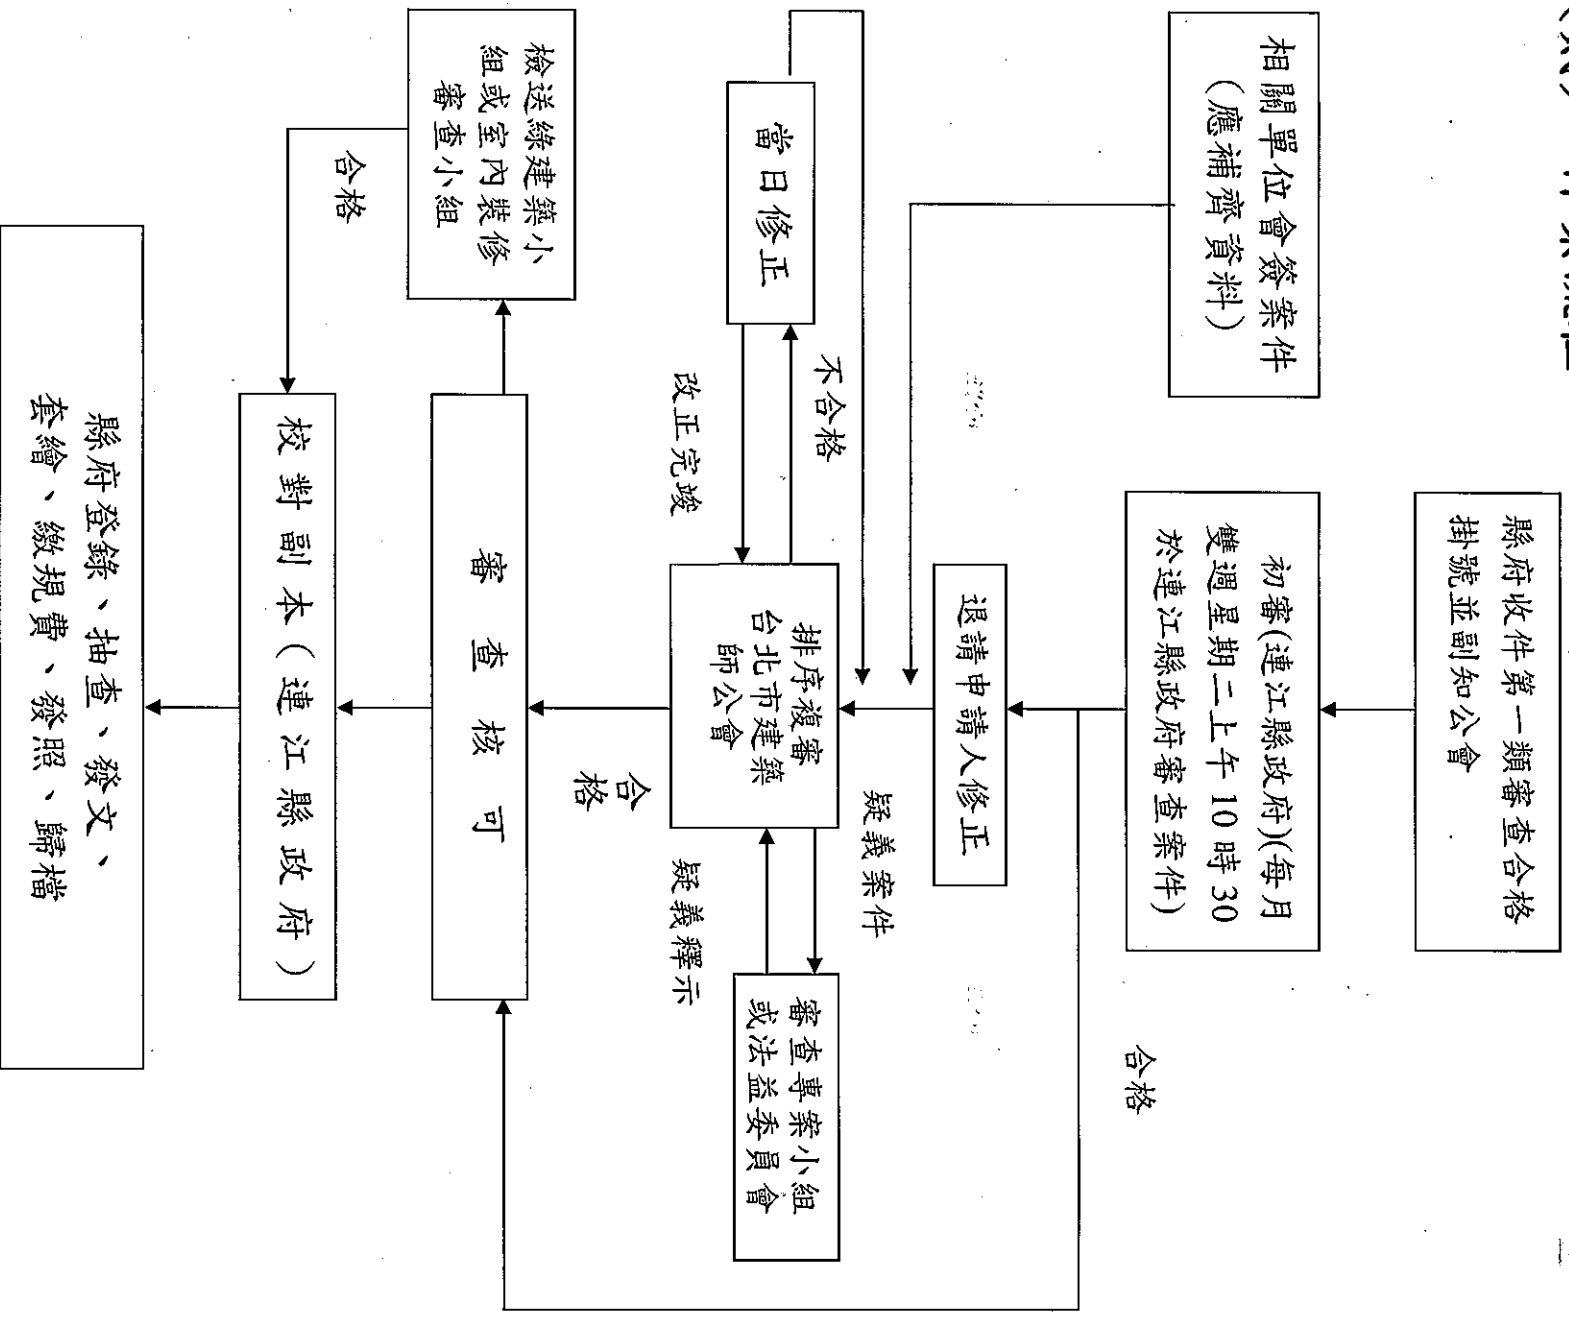 縣府收件第一類審查合格
掛號並副知公會
相關單位會簽案件
（應補齊資料）
初審(連江縣政府)(每月
雙週星期二上午10時30
於連江縣政府審查案件)
合格
退請申請人修正
當日修正
不合格
改正完竣
排序複審
台北市建築
師公會
疑義案件
疑義釋示
審查專案小組
或法益委員會
合格
檢送綠建築小
組或室內裝修
審查小組
審查核可
合格
校對副本（連江縣政府）
縣府登錄、抽查、發文、
套繪、繳規費、發照、歸檔